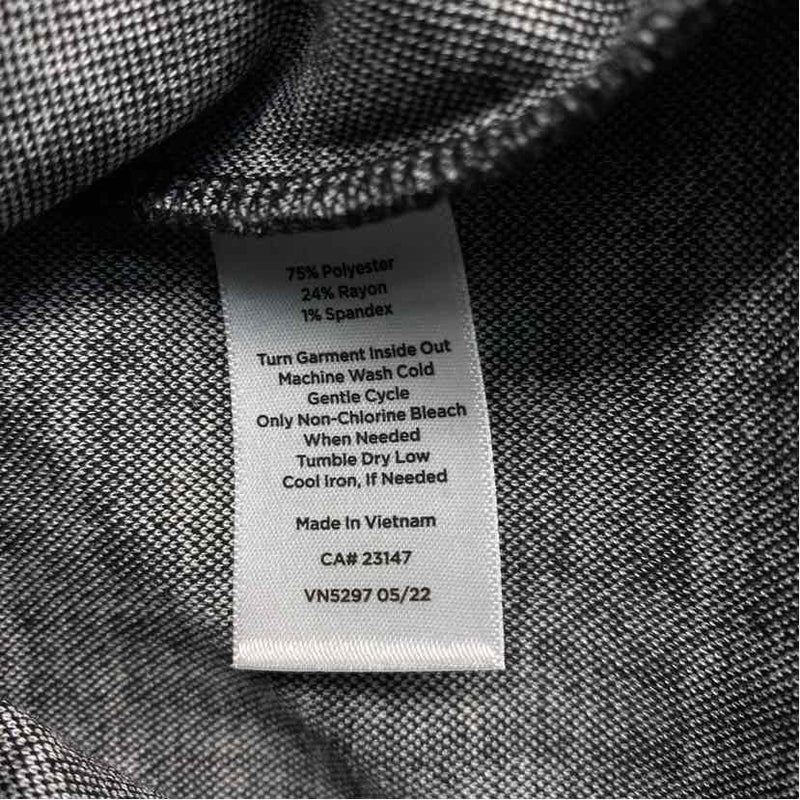 75% Polyester
24% Rayon
1% Spandex
Turn Garment Inside Out
Machine Wash Cold
Gentle Cycle
Only Non-Chlorine Bleach
When Needed
Tumble Dry Low
Cool Iron, If Needed
Made In Vietnam
CA# 23147
VN5297 05/22